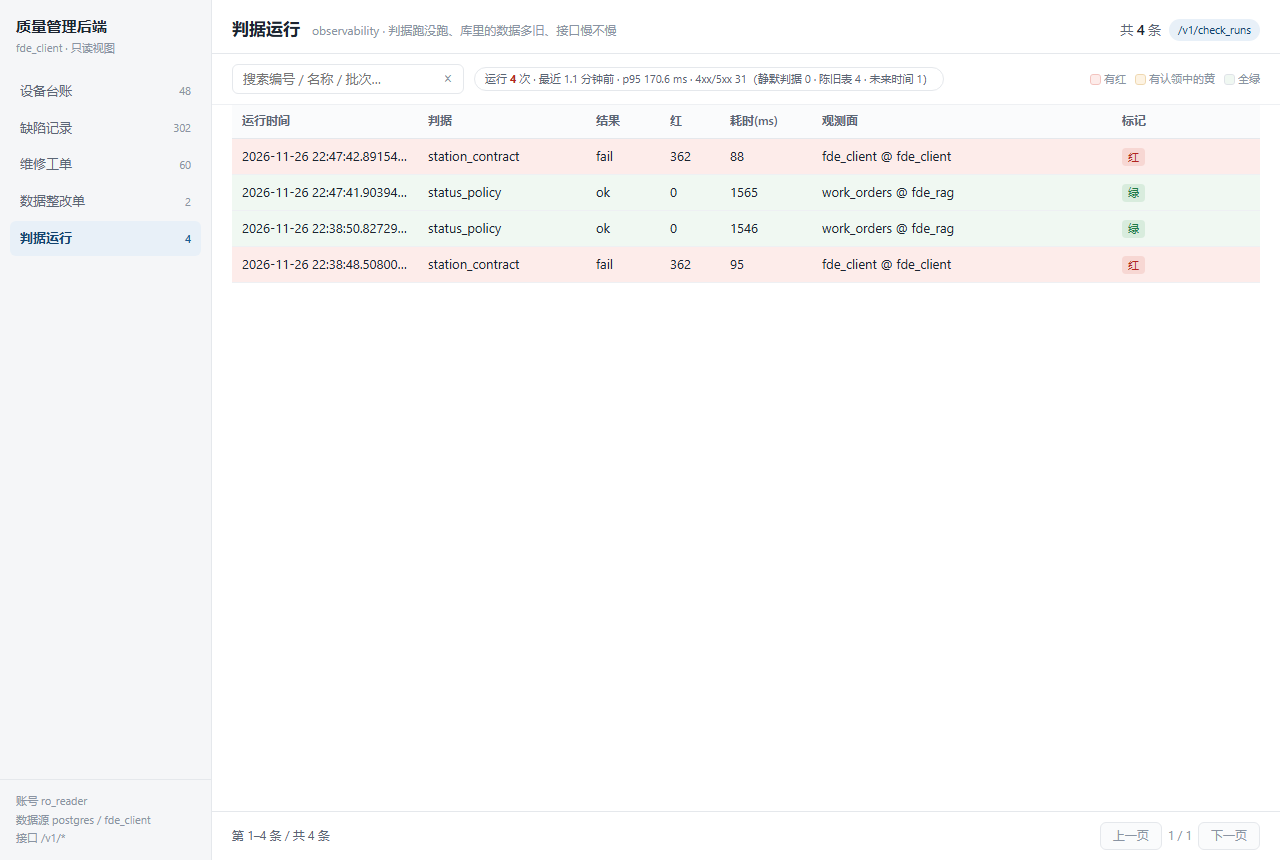 质量管理后端
fde_client · 只读视图
设备台账 48
缺陷记录 302
维修工单 60
数据整改单 2
判据运行 4
账号 ro_reader
数据源 postgres / fde_client
接口 /v1/*
判据运行 observability · 判据跑没跑、库里的数据多旧、接口慢不慢 共 4 条 /v1/check_runs
搜索编号 / 名称 / 批次... × 运行 4 次 · 最近 1.1 分钟前 · p95 170.6 ms · 4xx/5xx 31（静默判据 0 · 陈旧表 4 · 未来时间 1） 有红 有认领中的黄 全绿
运行时间 判据 结果 红 耗时(ms) 观测面 标记
2026-11-26 22:47:42.89154... station_contract fail 362 88 fde_client @ fde_client 红
2026-11-26 22:47:41.90394... status_policy ok 0 1565 work_orders @ fde_rag 绿
2026-11-26 22:38:50.82729... status_policy ok 0 1546 work_orders @ fde_rag 绿
2026-11-26 22:38:48.50800... station_contract fail 362 95 fde_client @ fde_client 红
第 1–4 条 / 共 4 条 上一页 1 / 1 下一页